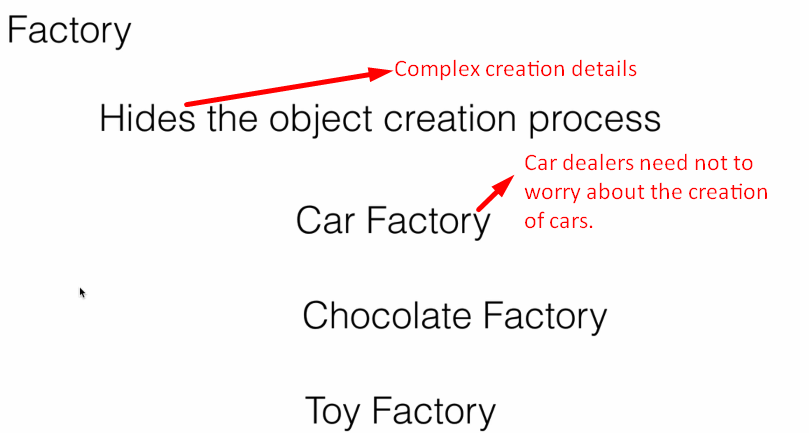 Factory
Complex creation details
Hides the object creation process
Car dealers need not to
worry about the creation
of cars.
Car Factory
Chocolate Factory
Toy Factory